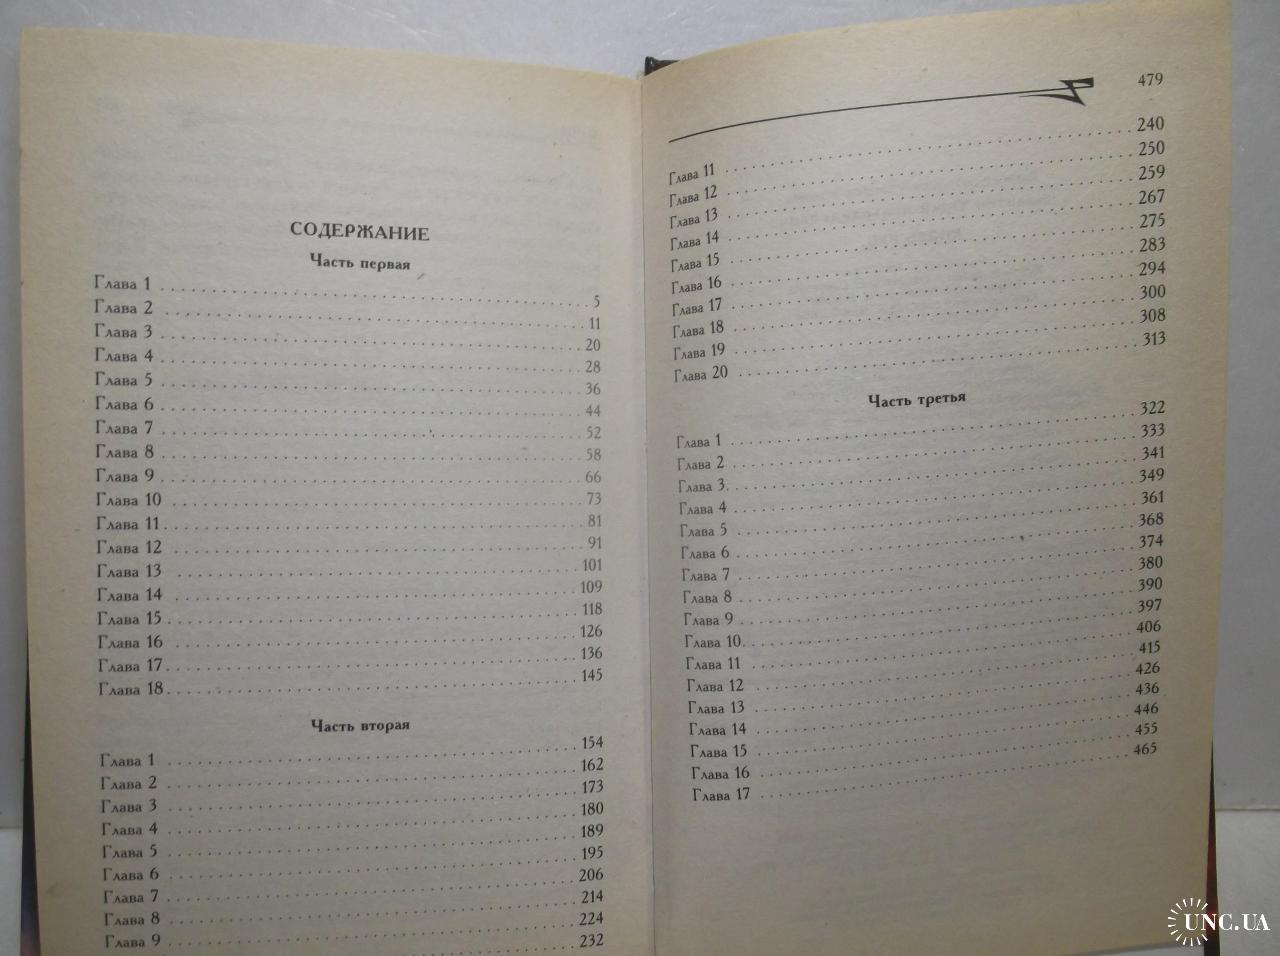 СОДЕРЖАНИЕ
Часть первая
Глава 1 . . . . . 5
Глава 2 . . . . . 11
Глава 3 . . . . . 20
Глава 4 . . . . . 28
Глава 5 . . . . . 36
Глава 6 . . . . . 44
Глава 7 . . . . . 52
Глава 8 . . . . . 58
Глава 9 . . . . . 66
Глава 10 . . . . . 73
Глава 11 . . . . . 81
Глава 12 . . . . . 91
Глава 13 . . . . . 101
Глава 14 . . . . . 109
Глава 15 . . . . . 118
Глава 16 . . . . . 126
Глава 17 . . . . . 136
Глава 18 . . . . . 145
Часть вторая
Глава 1 . . . . . 154
Глава 2 . . . . . 162
Глава 3 . . . . . 173
Глава 4 . . . . . 180
Глава 5 . . . . . 189
Глава 6 . . . . . 195
Глава 7 . . . . . 206
Глава 8 . . . . . 214
Глава 9 . . . . . 224
. . . . . 232
479
Глава 11 . . . . . 240
Глава 12 . . . . . 250
Глава 13 . . . . . 259
Глава 14 . . . . . 267
Глава 15 . . . . . 275
Глава 16 . . . . . 283
Глава 17 . . . . . 294
Глава 18 . . . . . 300
Глава 19 . . . . . 308
Глава 20 . . . . . 313
Часть третья
Глава 1 . . . . . 322
Глава 2 . . . . . 333
Глава 3 . . . . . 341
Глава 4 . . . . . 349
Глава 5 . . . . . 361
Глава 6 . . . . . 368
Глава 7 . . . . . 374
Глава 8 . . . . . 380
Глава 9 . . . . . 390
Глава 10 . . . . . 397
Глава 11 . . . . . 406
Глава 12 . . . . . 415
Глава 13 . . . . . 426
Глава 14 . . . . . 436
Глава 15 . . . . . 446
Глава 16 . . . . . 455
Глава 17 . . . . . 465
UNC.UA